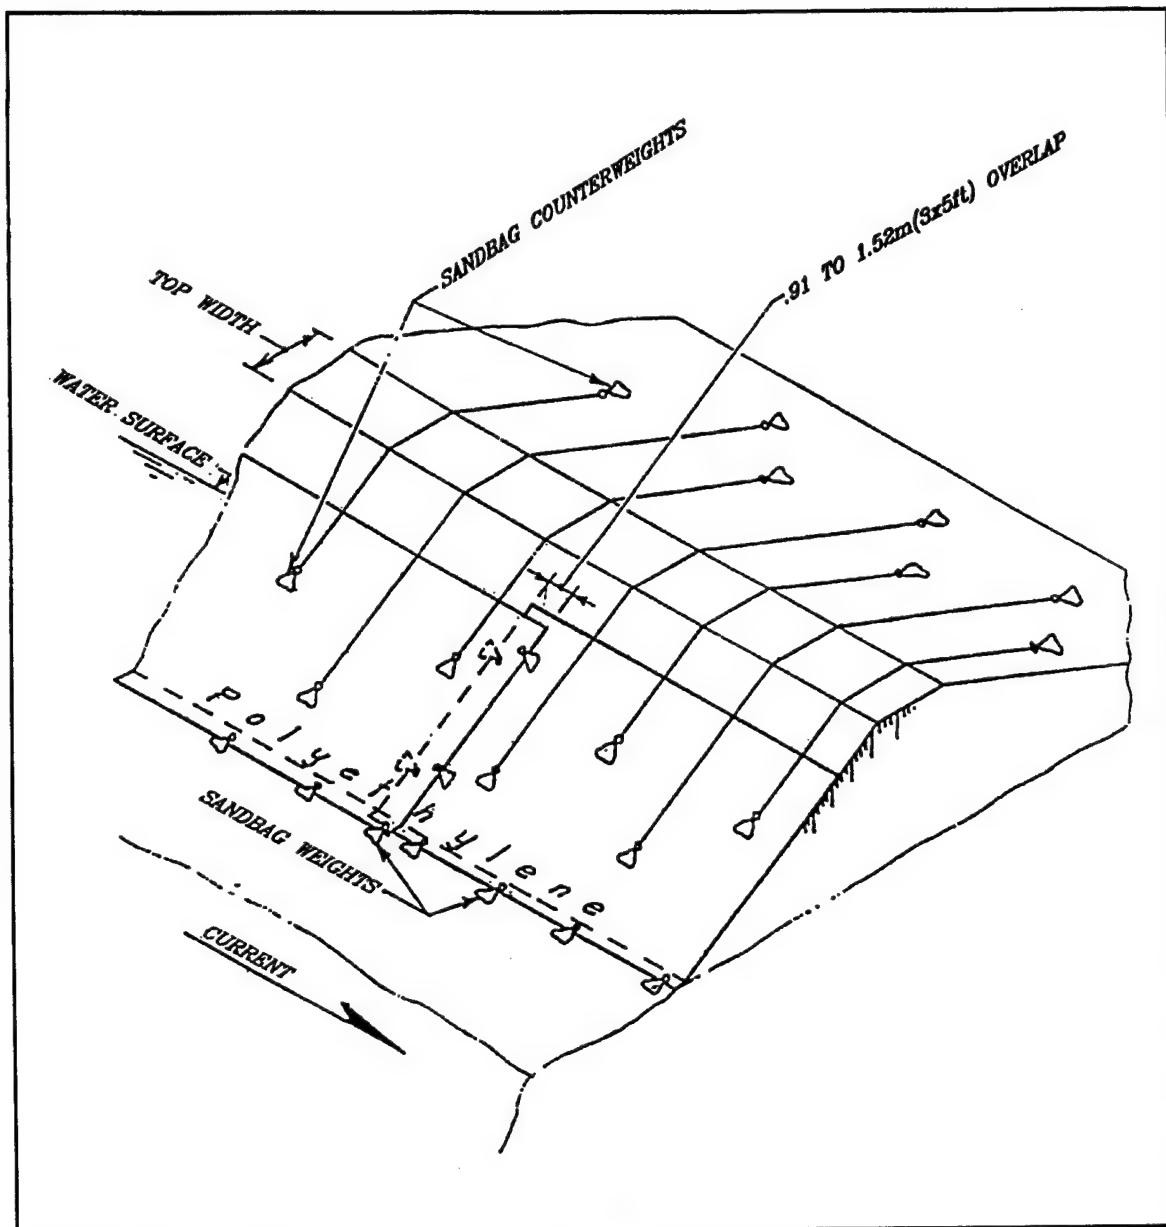 SANDBAG COUNTERWEIGHTS
.91 TO 1.52m(3x5ft) OVERLAP
TOP WIDTH
WATER SURFACE
Polyethylene
SANDBAG WEIGHTS
CURRENT